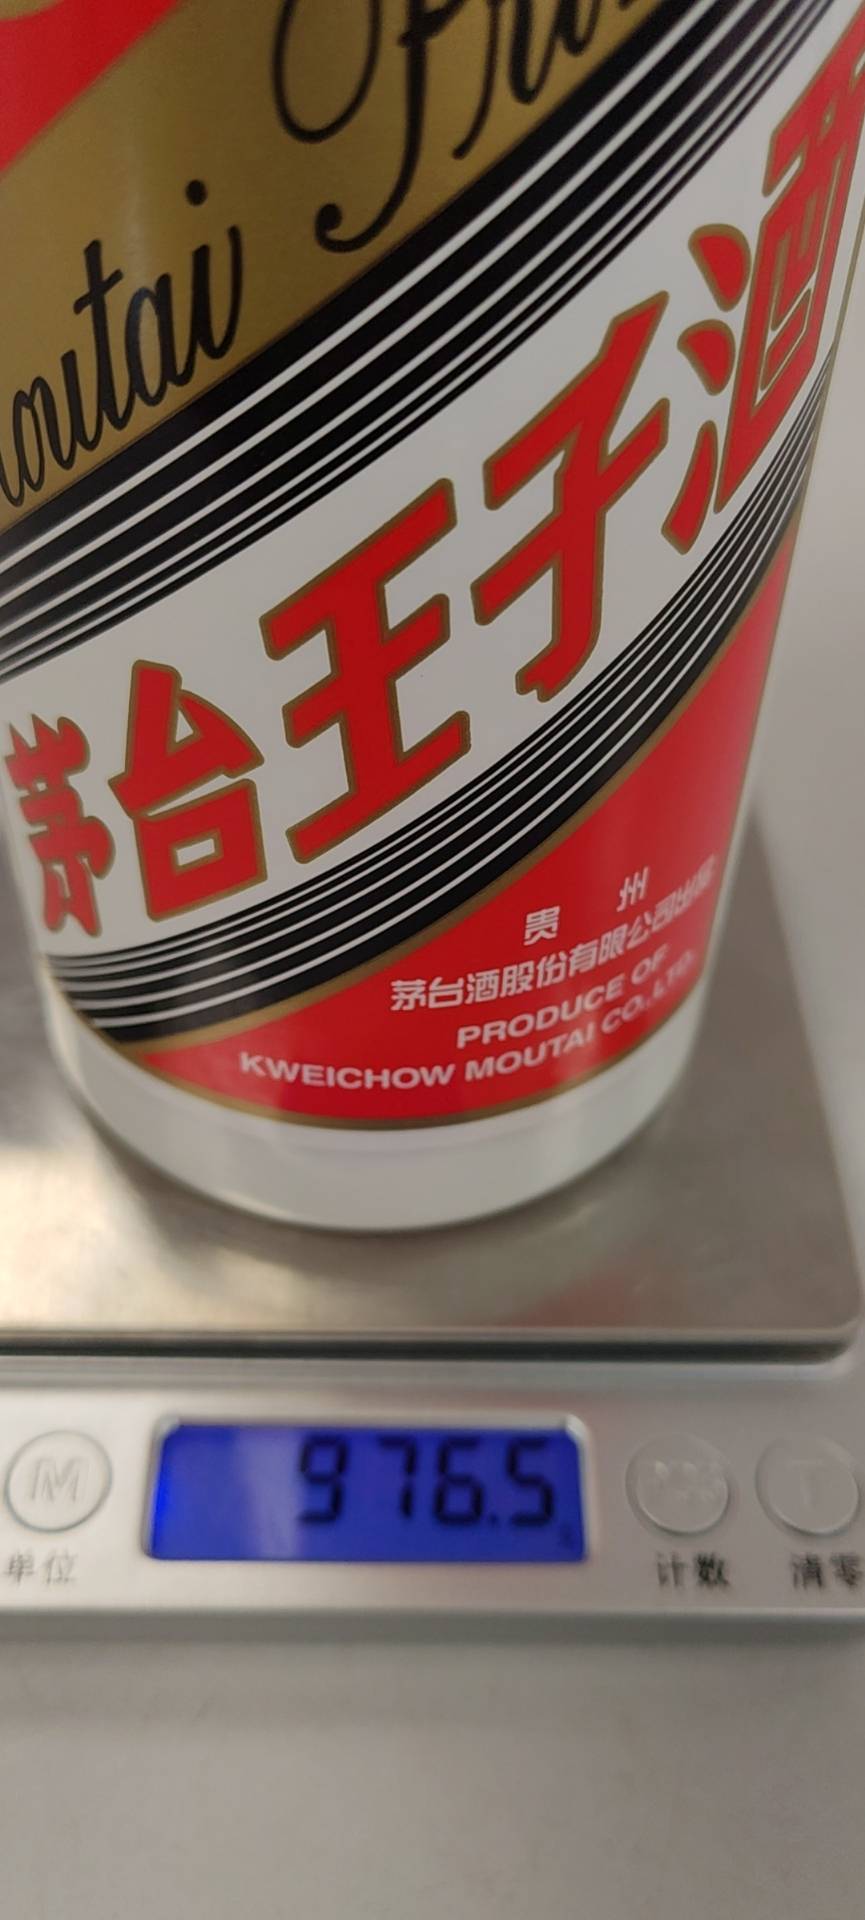 Moutai Prin
茅台王子酒
贵州
茅台酒股份有限公司出品
PRODUCE OF
KWEICHOW MOUTAI CO.,LTD.
976.5
M
T
单位
计数
清零